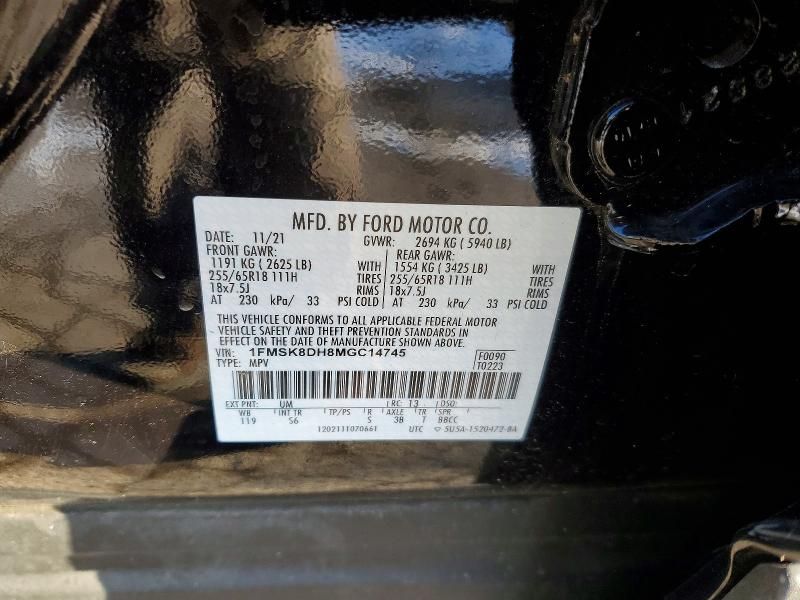 MFD. BY FORD MOTOR CO.
DATE: 11/21 GVWR: 2694 KG ( 5940 LB)
FRONT GAWR: REAR GAWR:
1191 KG ( 2625 LB) WITH 1554 KG ( 3425 LB) WITH
255/65R18 111H TIRES 255/65R18 111H TIRES
18x7.5J RIMS 18x7.5J RIMS
AT 230 kPa/ 33 PSI COLD AT 230 kPa/ 33 PSI COLD
THIS VEHICLE CONFORMS TO ALL APPLICABLE FEDERAL MOTOR
VEHICLE SAFETY AND THEFT PREVENTION STANDARDS IN
EFFECT ON THE DATE OF MANUFACTURE SHOWN ABOVE.
VIN: 1FMSK8DH8MGC14745 F0090
TYPE: MPV T0223
EXT PNT: UM RC: T3 DSO:
WB INT TR TP/PS R AXLE TR SPR
119 S6 S 3B T BBCC
1202111070661 UTC 5U5A-1520472-BA